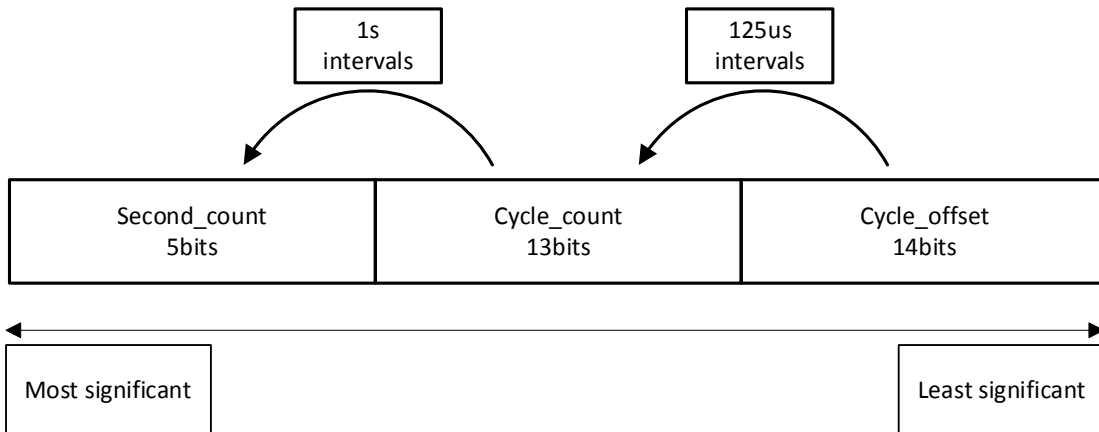 1s
intervals
125us
intervals
Second_count
5bits
Cycle_count
13bits
Cycle_offset
14bits
Most significant
Least significant